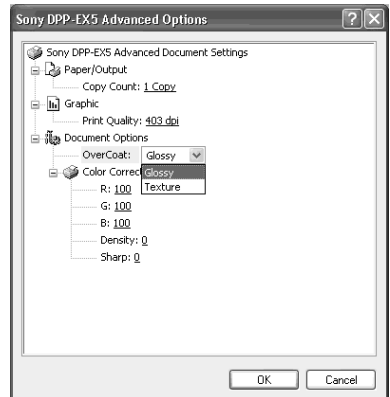 Sony DPP-EX5 Advanced Options
Sony DPP-EX5 Advanced Document Settings
Paper/Output
Copy Count: 1 Copy
Graphic
Print Quality: 403 dpi
Document Options
OverCoat: Glossy
Color Correc Glossy
R: 100 Texture
G: 100
B: 100
Density: 0
Sharp: 0
OK Cancel